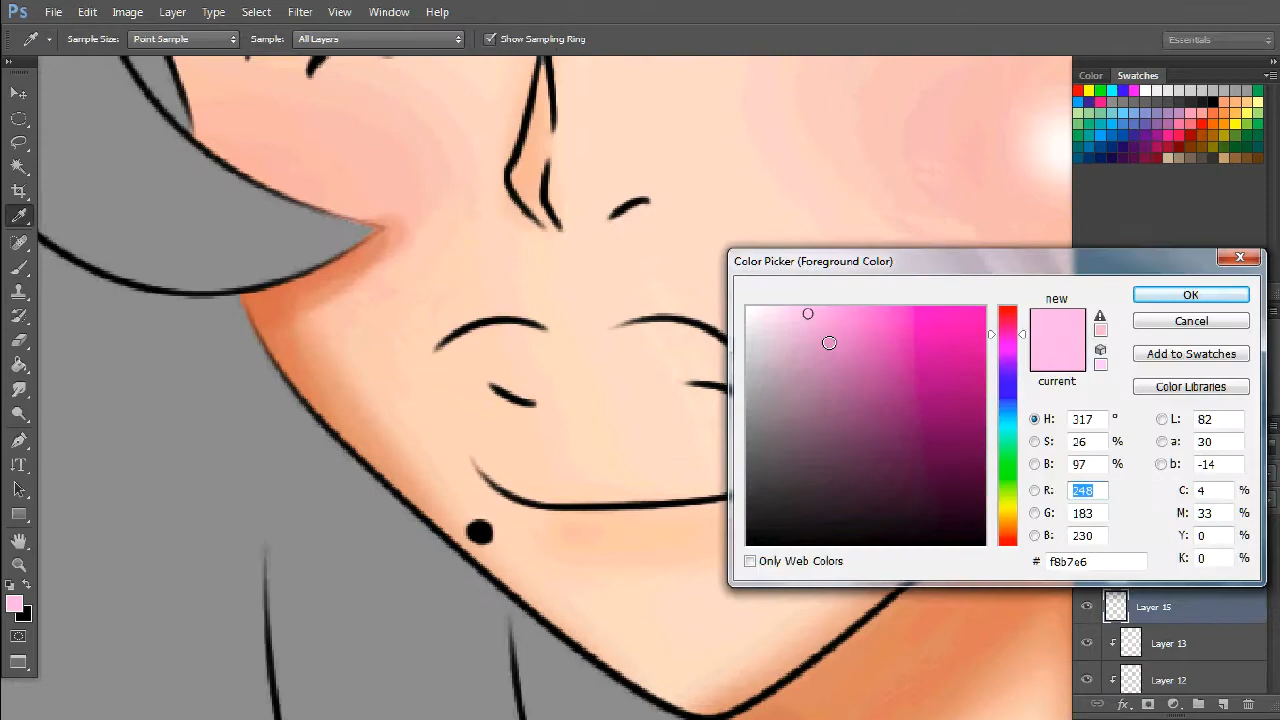 Ps File Edit Image Layer Type Select Filter View Window Help
Sample Size: Point Sample Sample: All Layers Show Sampling Ring Essentials
Color Swatches
Color Picker (Foreground Color)
new
current
OK
Cancel
Add to Swatches
Color Libraries
H: 317 ° L: 82
S: 26 % a: 30
B: 97 % b: -14
R: 248 C: 4 %
G: 183 M: 33 %
B: 230 Y: 0 %
Only Web Colors # f8b7e6 K: 0 %
Layer 15
Layer 13
Layer 12
fx